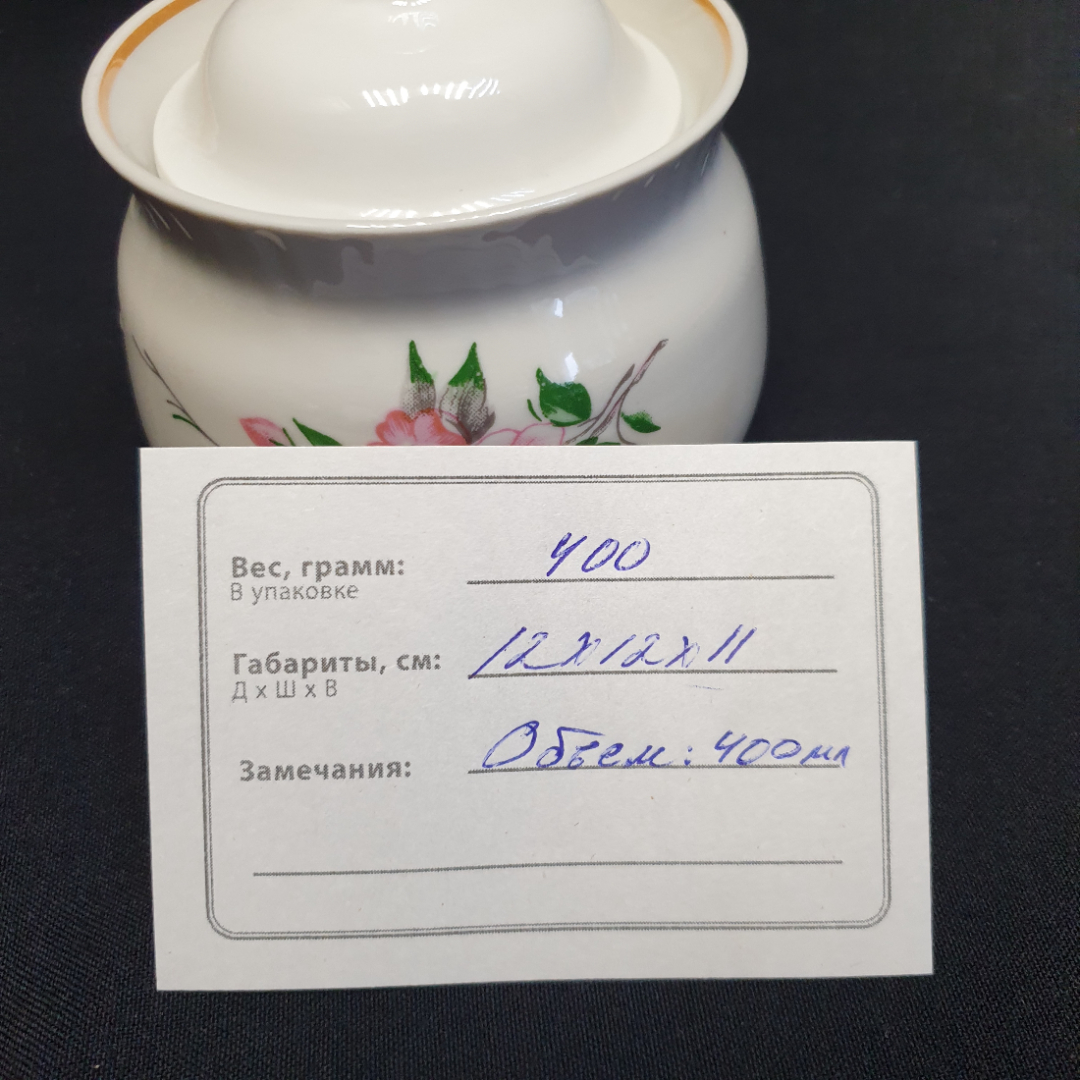 Вес, грамм: 400
В упаковке
Габариты, см: 12х12х11
Д х Ш х В
Замечания: Объем: 400мл